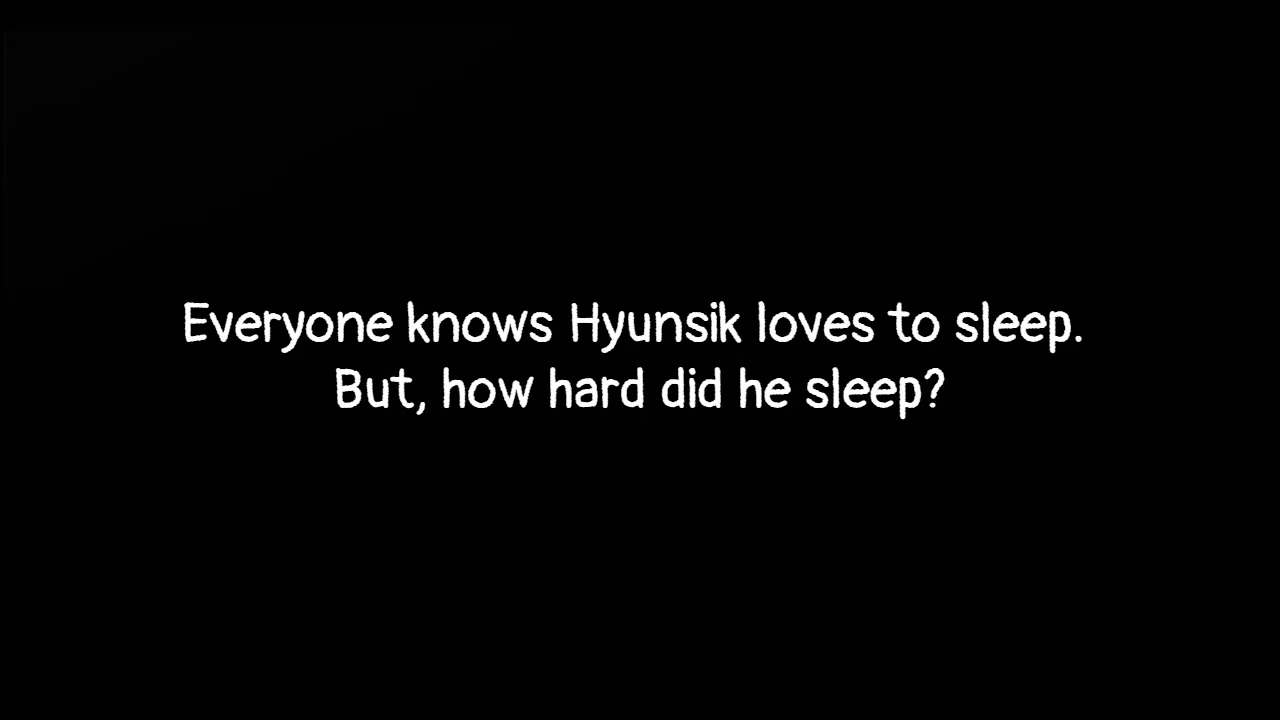 Everyone knows Hyunsik loves to sleep.
But, how hard did he sleep?